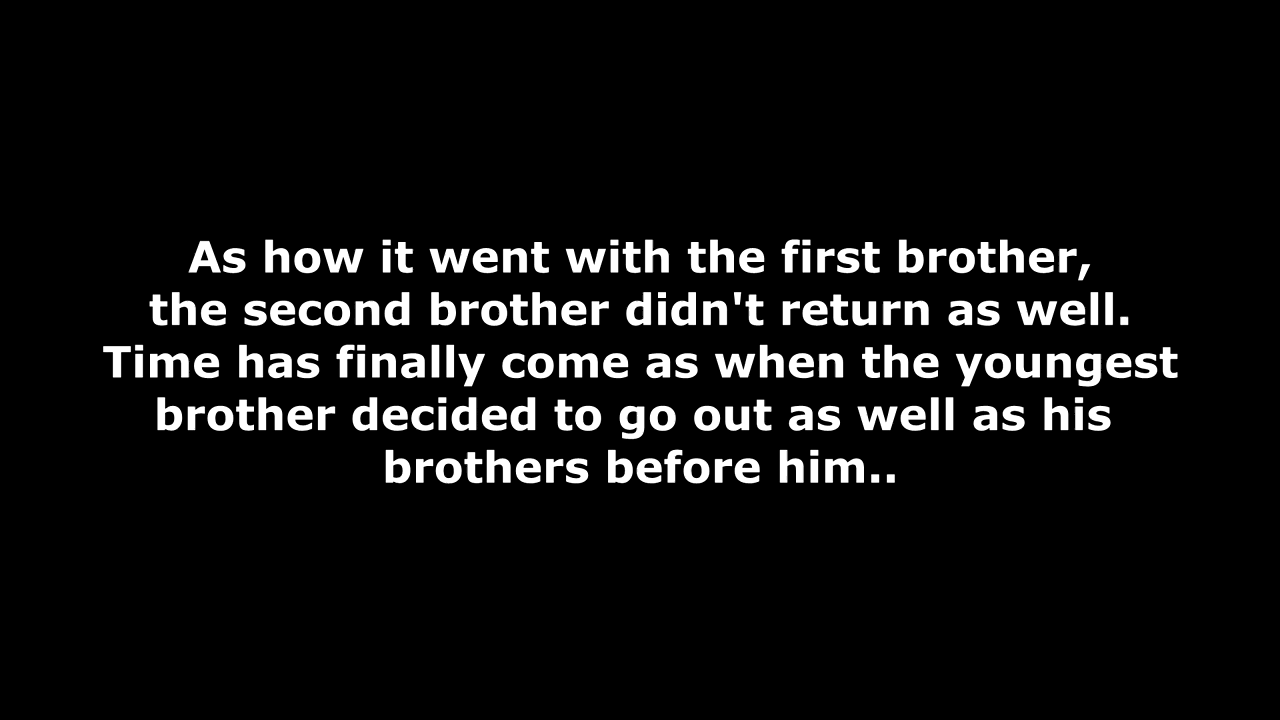 As how it went with the first brother,
the second brother didn't return as well.
Time has finally come as when the youngest
brother decided to go out as well as his
brothers before him..